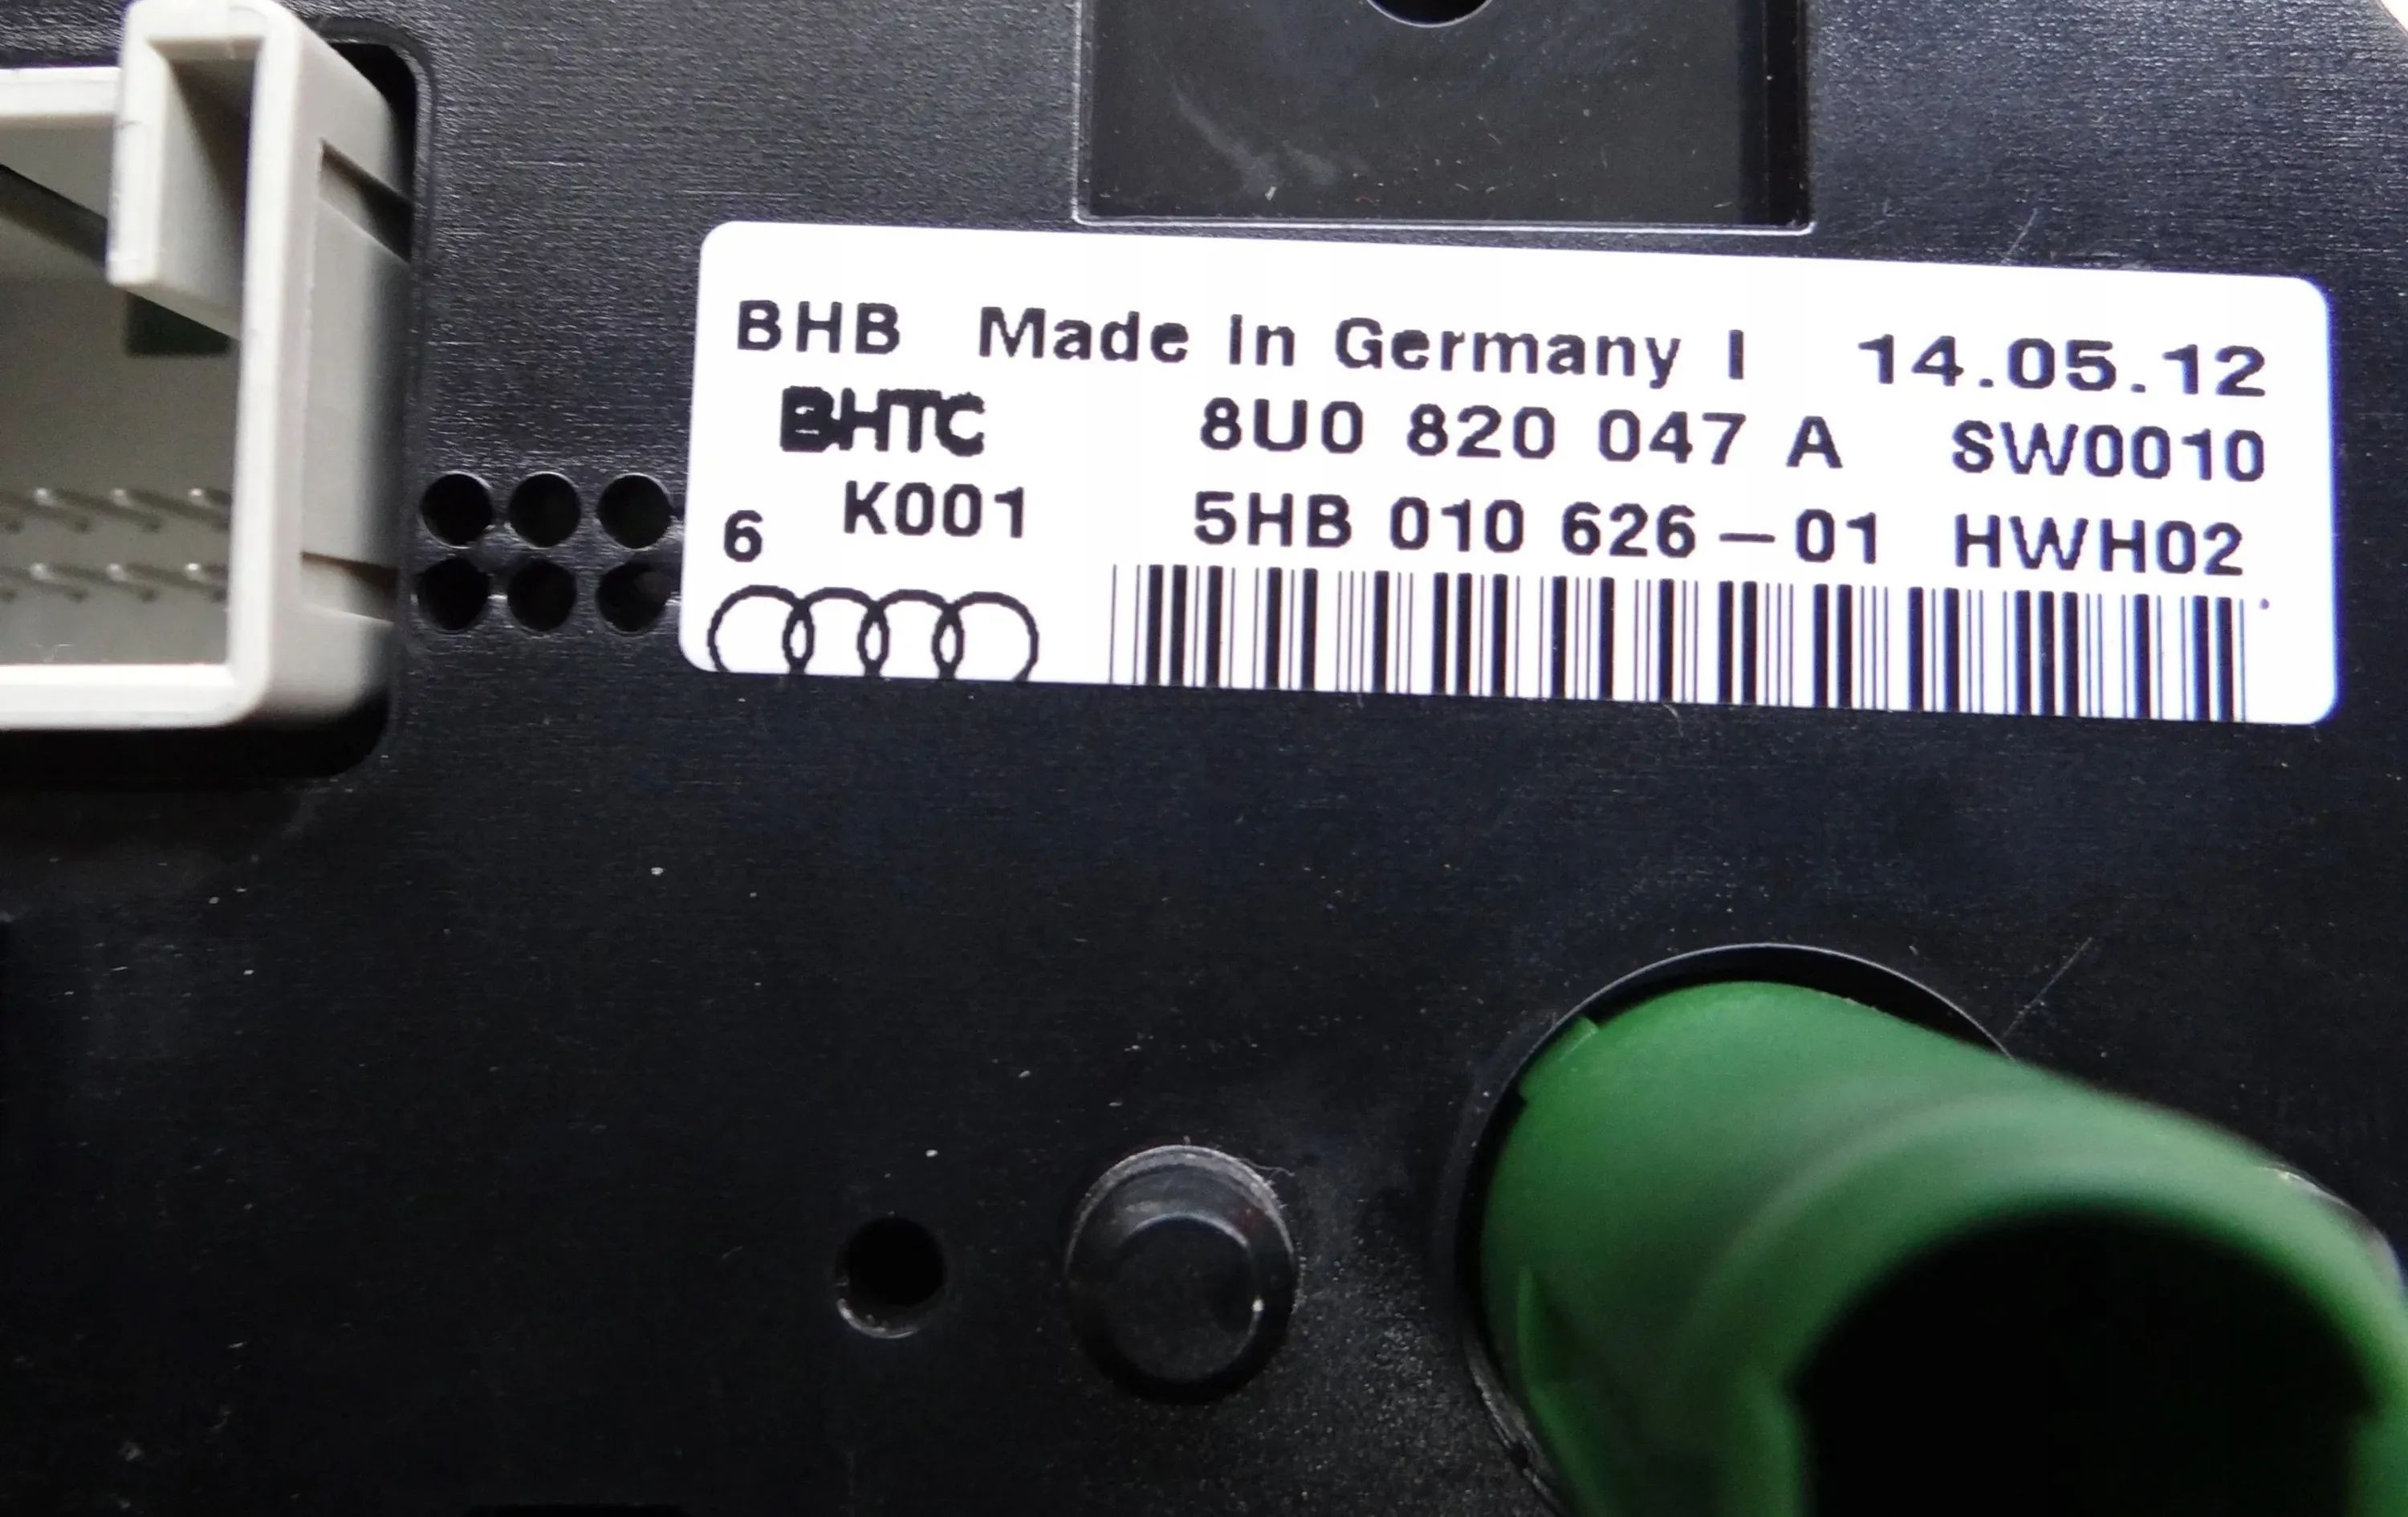 BHB Made in Germany I 14.05.12
BHTC 8U0 820 047 A SW0010
6 K001 5HB 010 626-01 HWH02